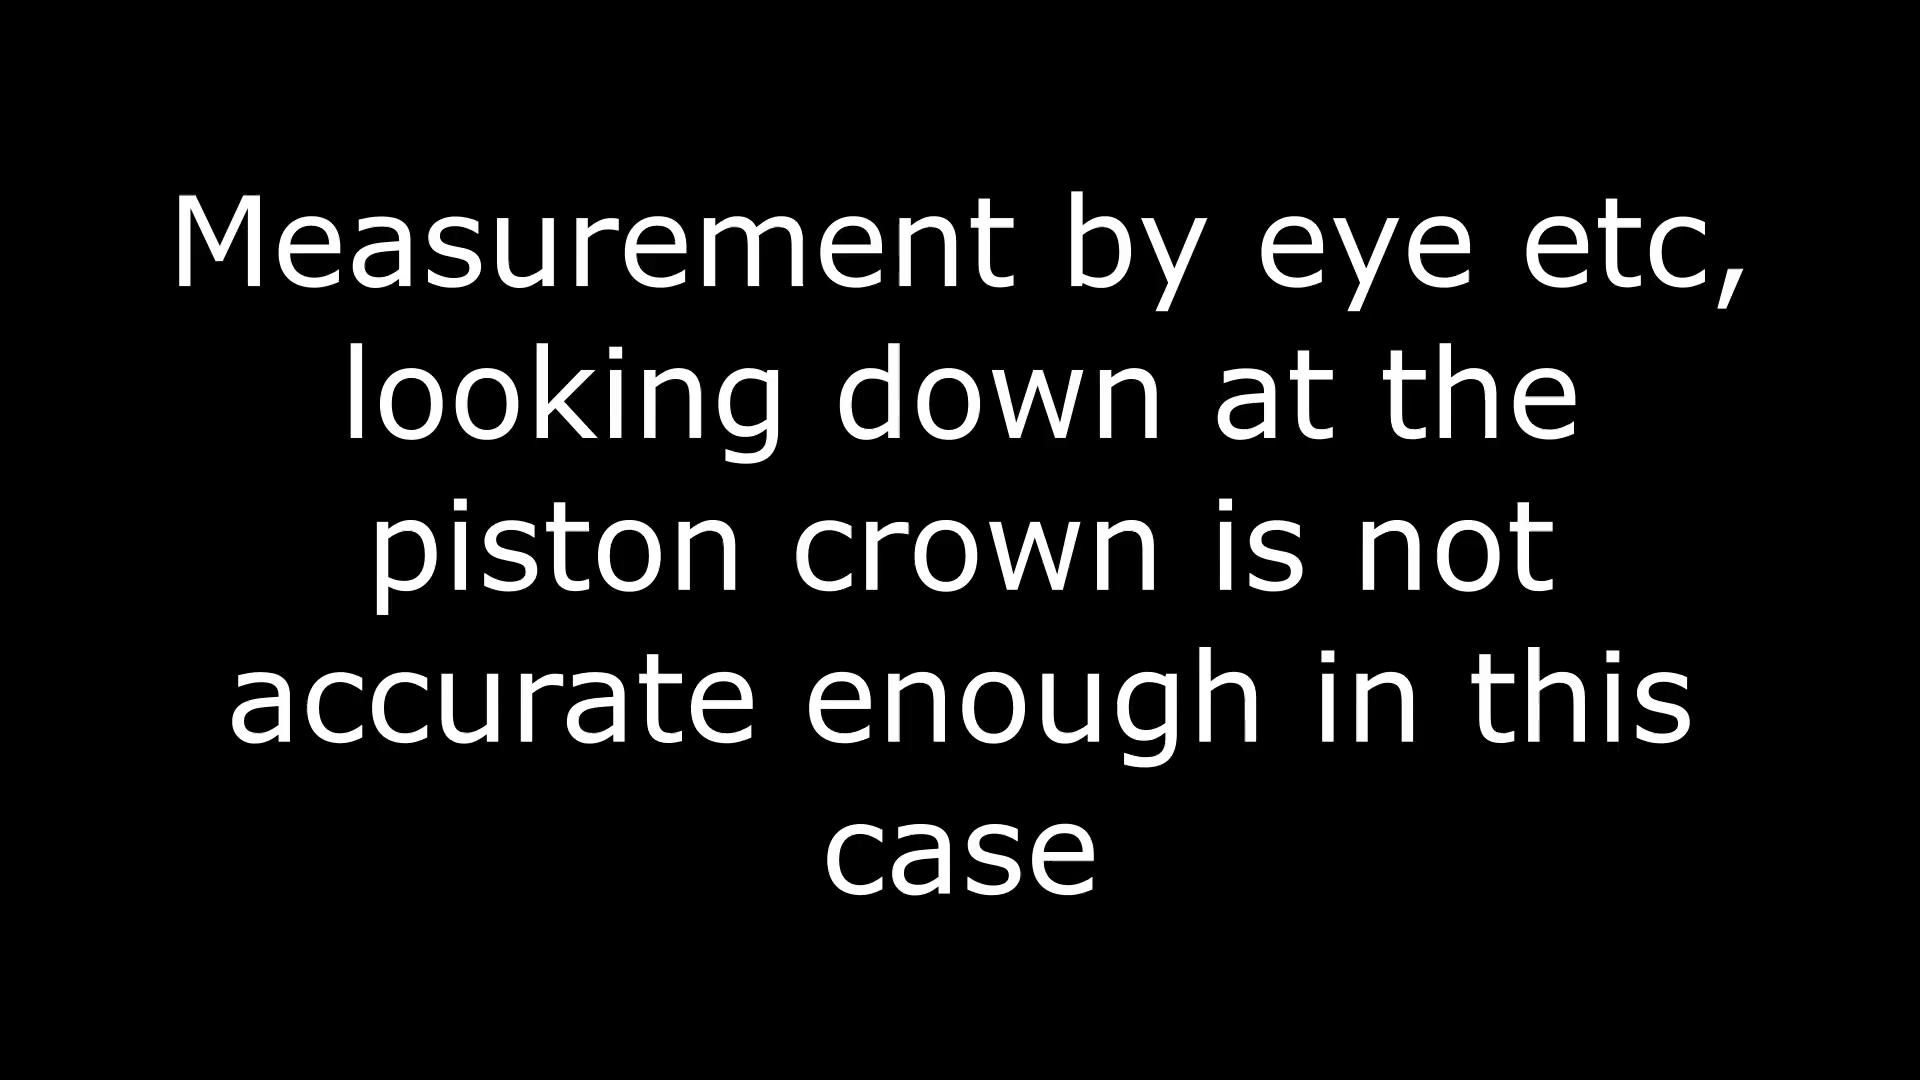 Measurement by eye etc,
looking down at the
piston crown is not
accurate enough in this
case